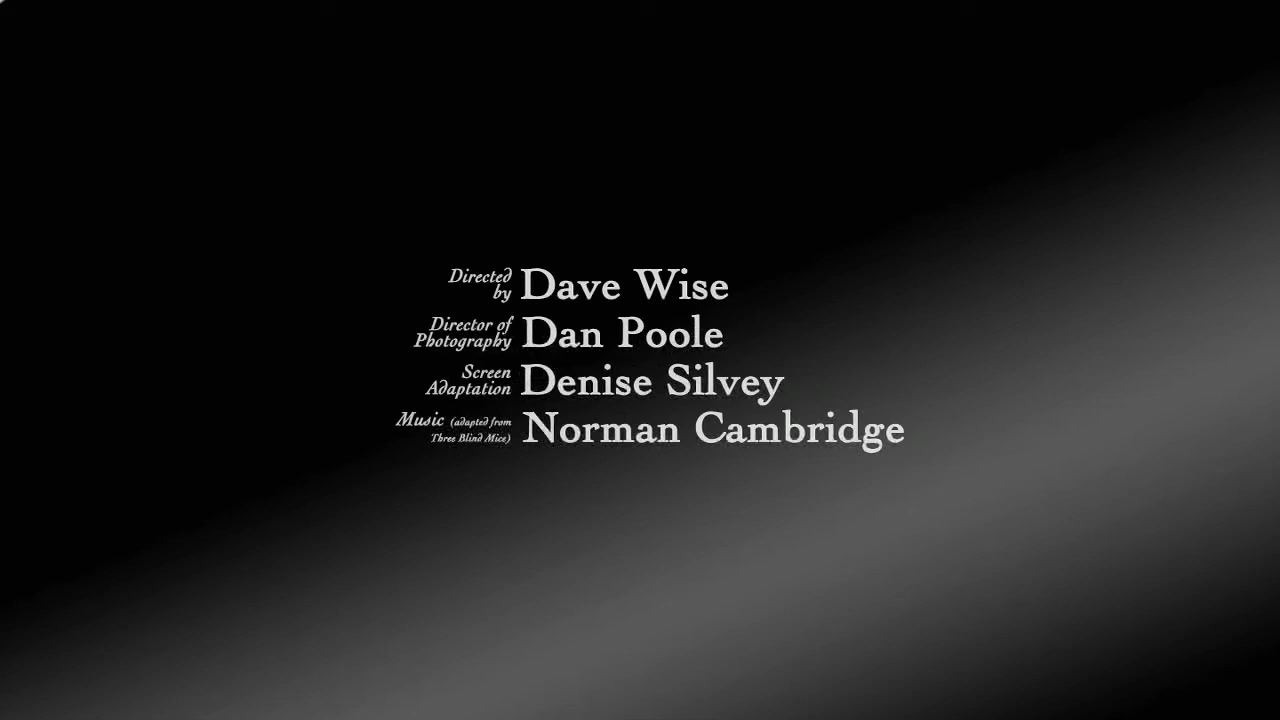 Directed by Dave Wise
Director of Photography Dan Poole
Screen Adaptation Denise Silvey
Music (adapted from Three Blind Mice) Norman Cambridge